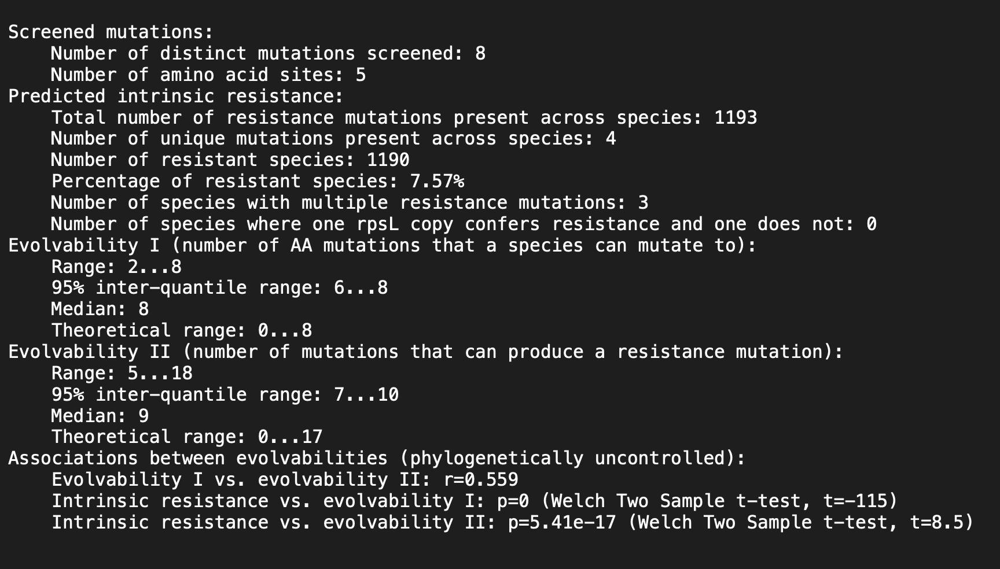 Screened mutations:
Number of distinct mutations screened: 8
Number of amino acid sites: 5
Predicted intrinsic resistance:
Total number of resistance mutations present across species: 1193
Number of unique mutations present across species: 4
Number of resistant species: 1190
Percentage of resistant species: 7.57%
Number of species with multiple resistance mutations: 3
Number of species where one rpsL copy confers resistance and one does not: 0
Evolvability I (number of AA mutations that a species can mutate to):
Range: 2...8
95% inter-quantile range: 6...8
Median: 8
Theoretical range: 0...8
Evolvability II (number of mutations that can produce a resistance mutation):
Range: 5...18
95% inter-quantile range: 7...10
Median: 9
Theoretical range: 0...17
Associations between evolvabilities (phylogenetically uncontrolled):
Evolvability I vs. evolvability II: r=0.559
Intrinsic resistance vs. evolvability I: p=0 (Welch Two Sample t-test, t=-115)
Intrinsic resistance vs. evolvability II: p=5.41e-17 (Welch Two Sample t-test, t=8.5)